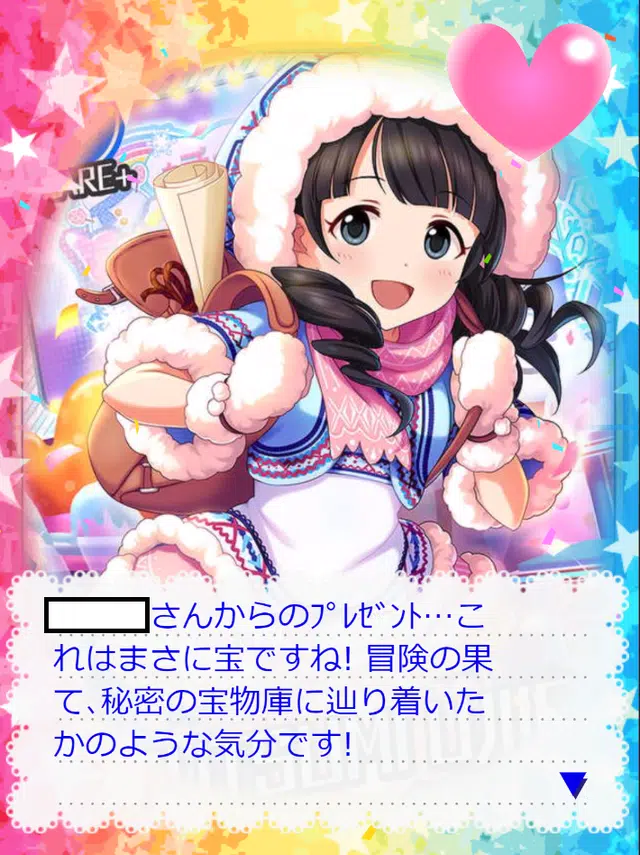 ARE+
さんからのﾌﾟﾚｾﾞﾝﾄ…こ
れはまさに宝ですね! 冒険の果
て、秘密の宝物庫に辿り着いた
かのような気分です!